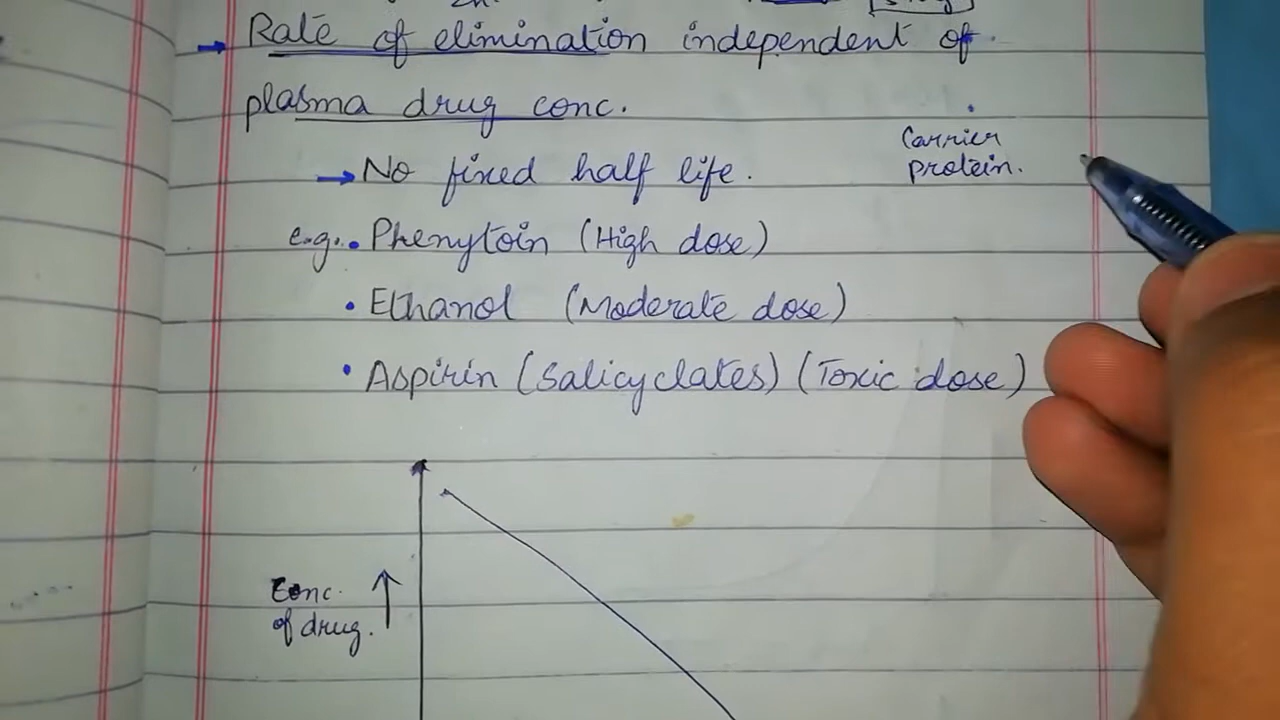 Rate of elimination independent of
plasma drug conc.
Carrier
protein.
→ No fixed half life.
e.g. • Phenytoin (High dose)
• Ethanol (Moderate dose)
• Aspirin (Salicyclates) (Toxic dose)
Conc.
of drug.